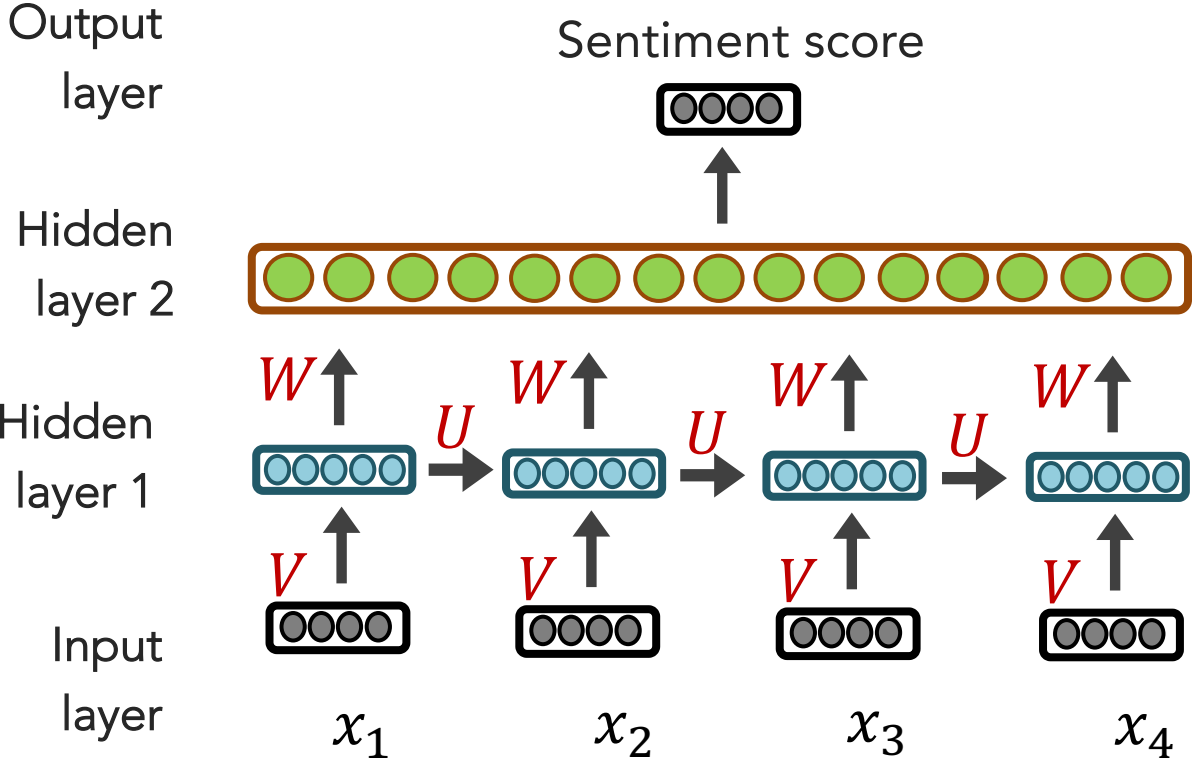 Output
layer
Sentiment score
Hidden
layer 2
W W W W
Hidden
layer 1
U U U
V V V V
Input
layer
x₁ x₂ x₃ x₄